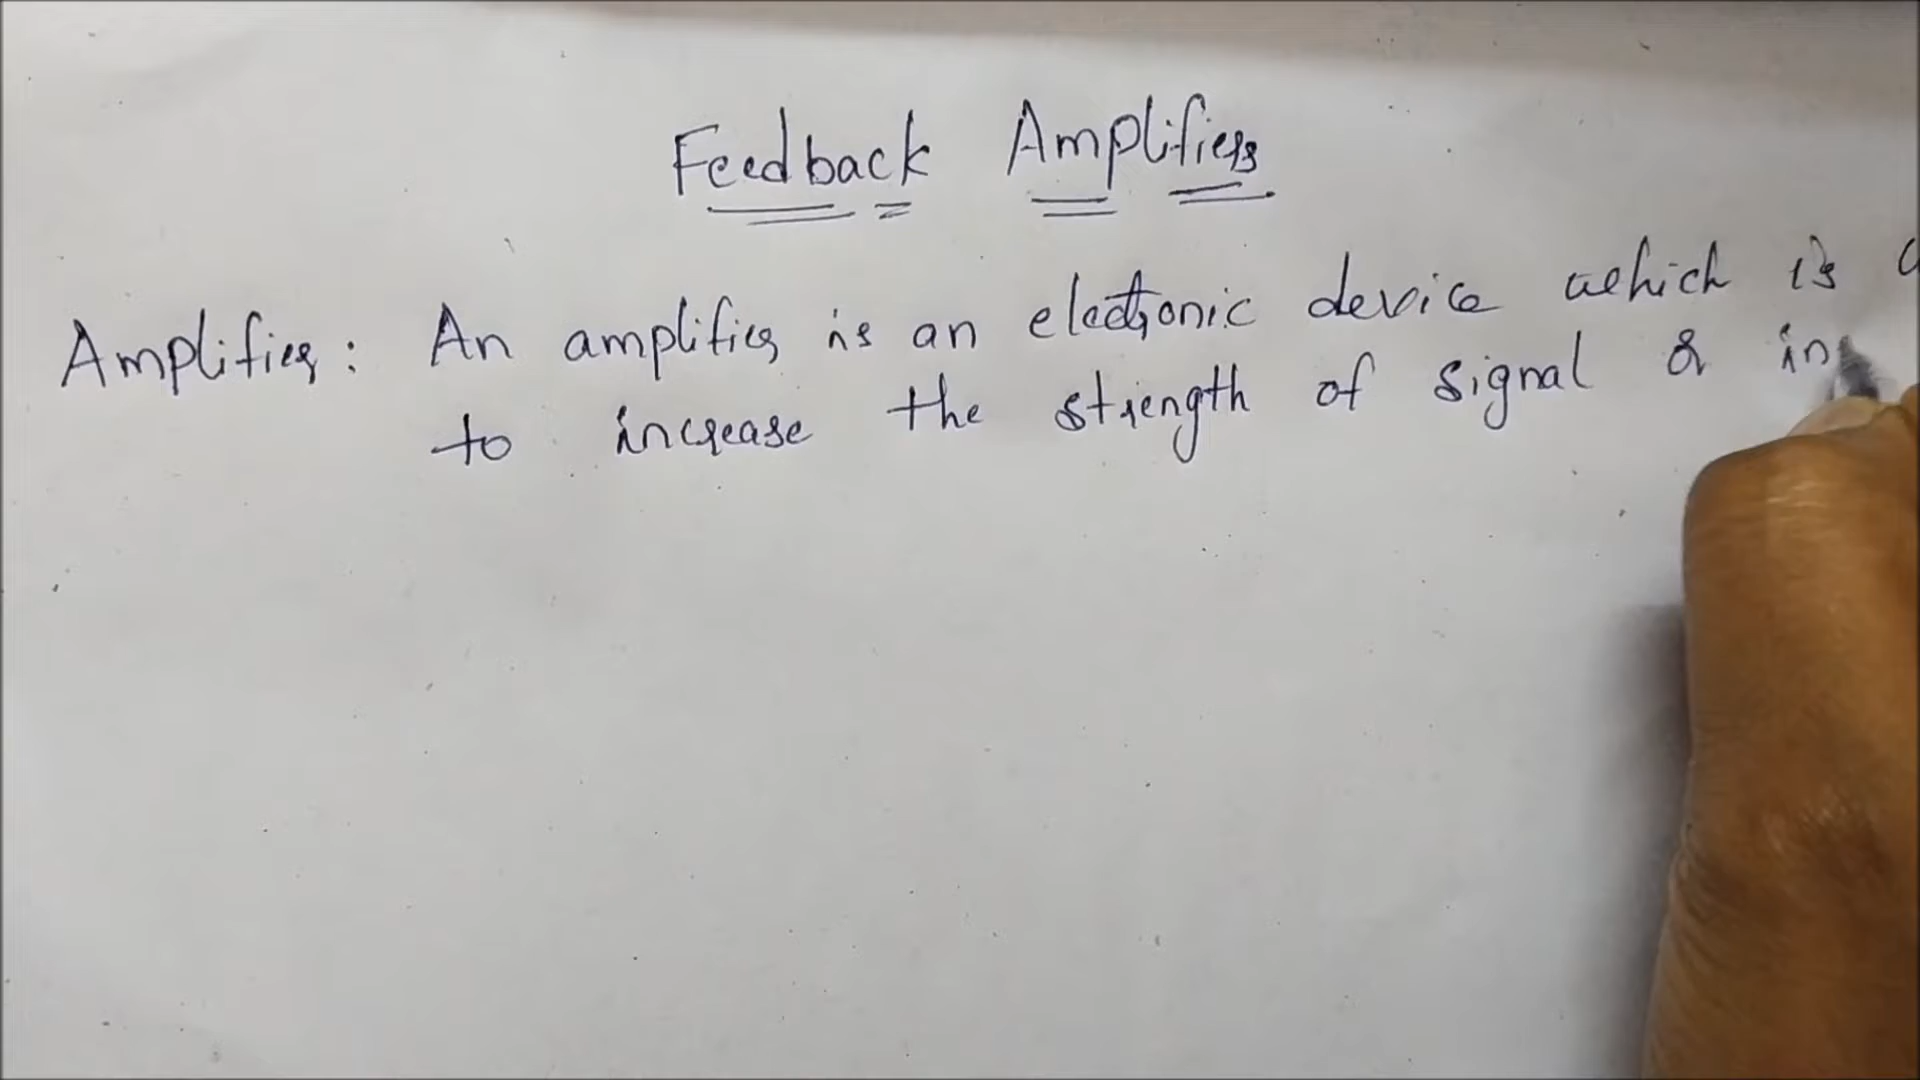 Feedback Amplifiers
Amplifier: An amplifier is an electronic device which is
to increase the strength of signal &